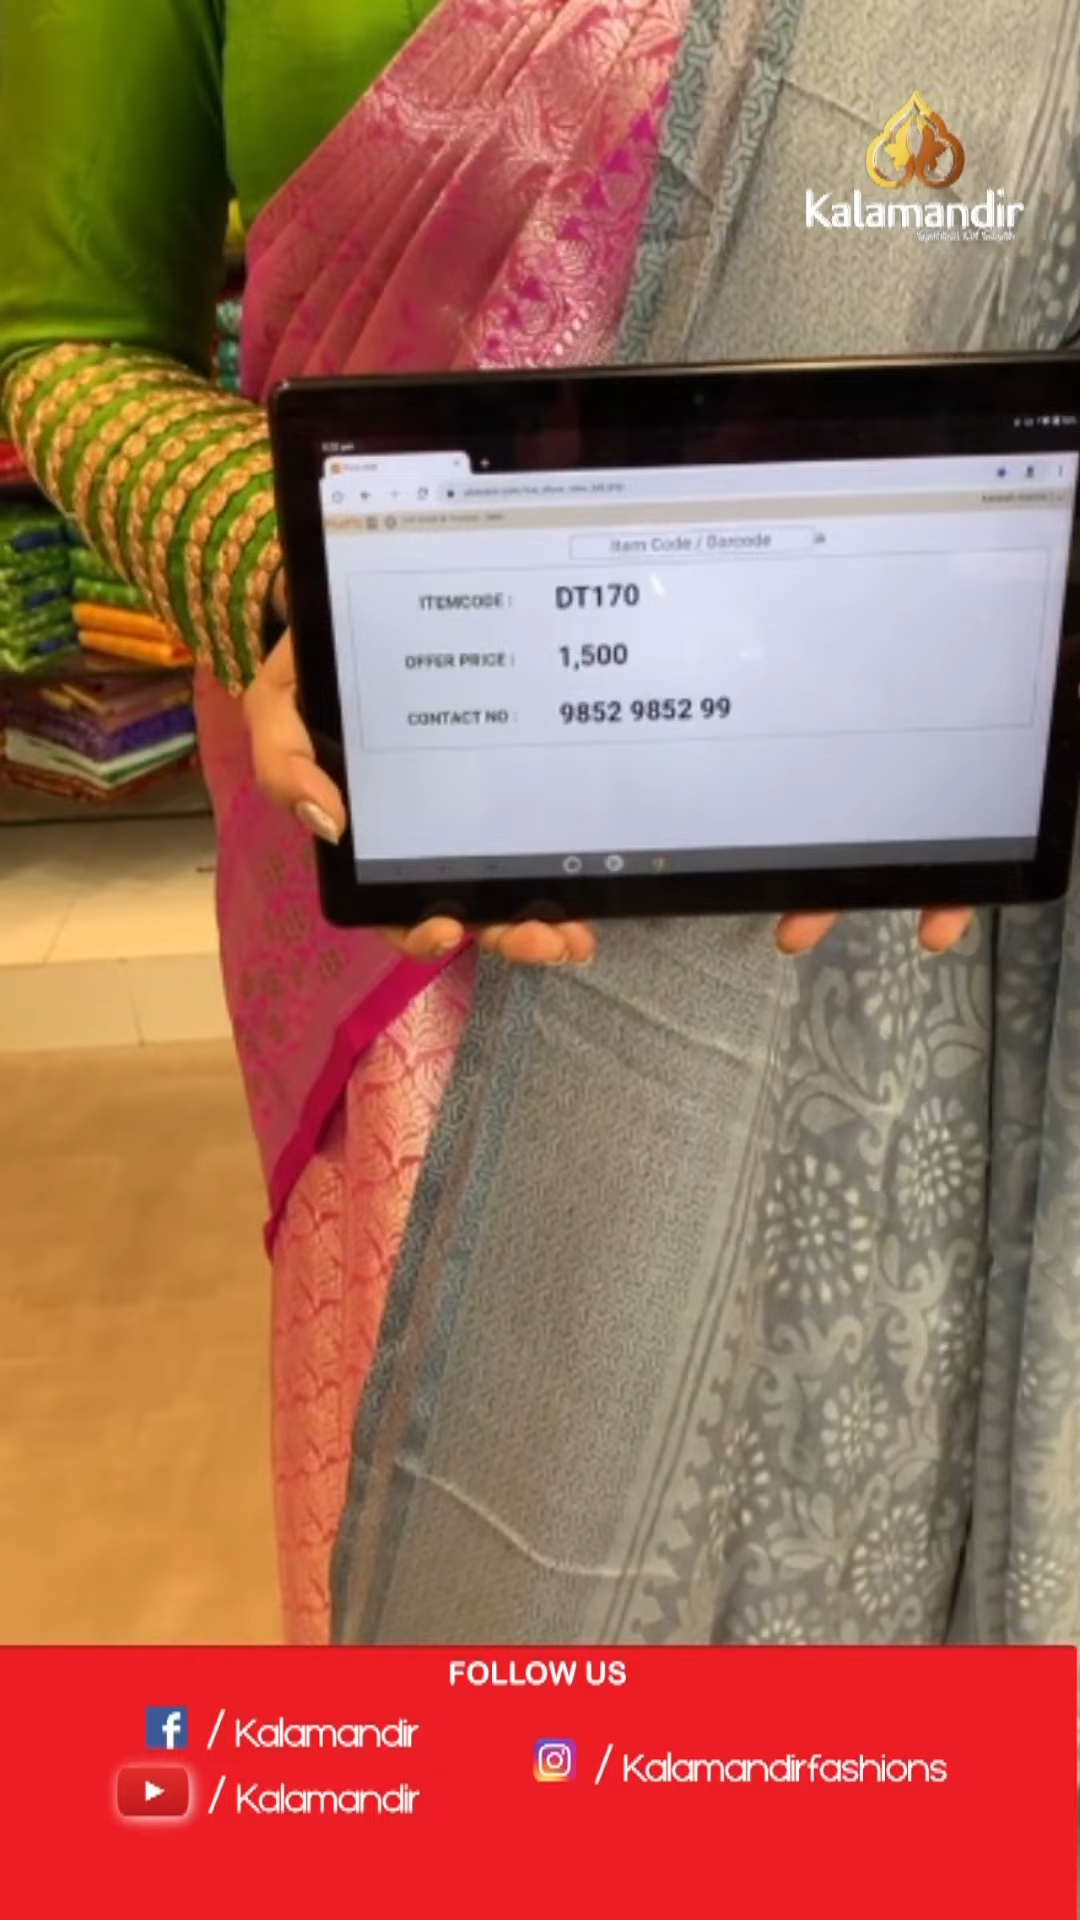 Kalamandir
Item Code / Barcode
ITEMCODE : DT170
OFFER PRICE : 1,500
CONTACT NO : 9852 9852 99
FOLLOW US
/ Kalamandir
/ Kalamandirfashions
/ Kalamandir